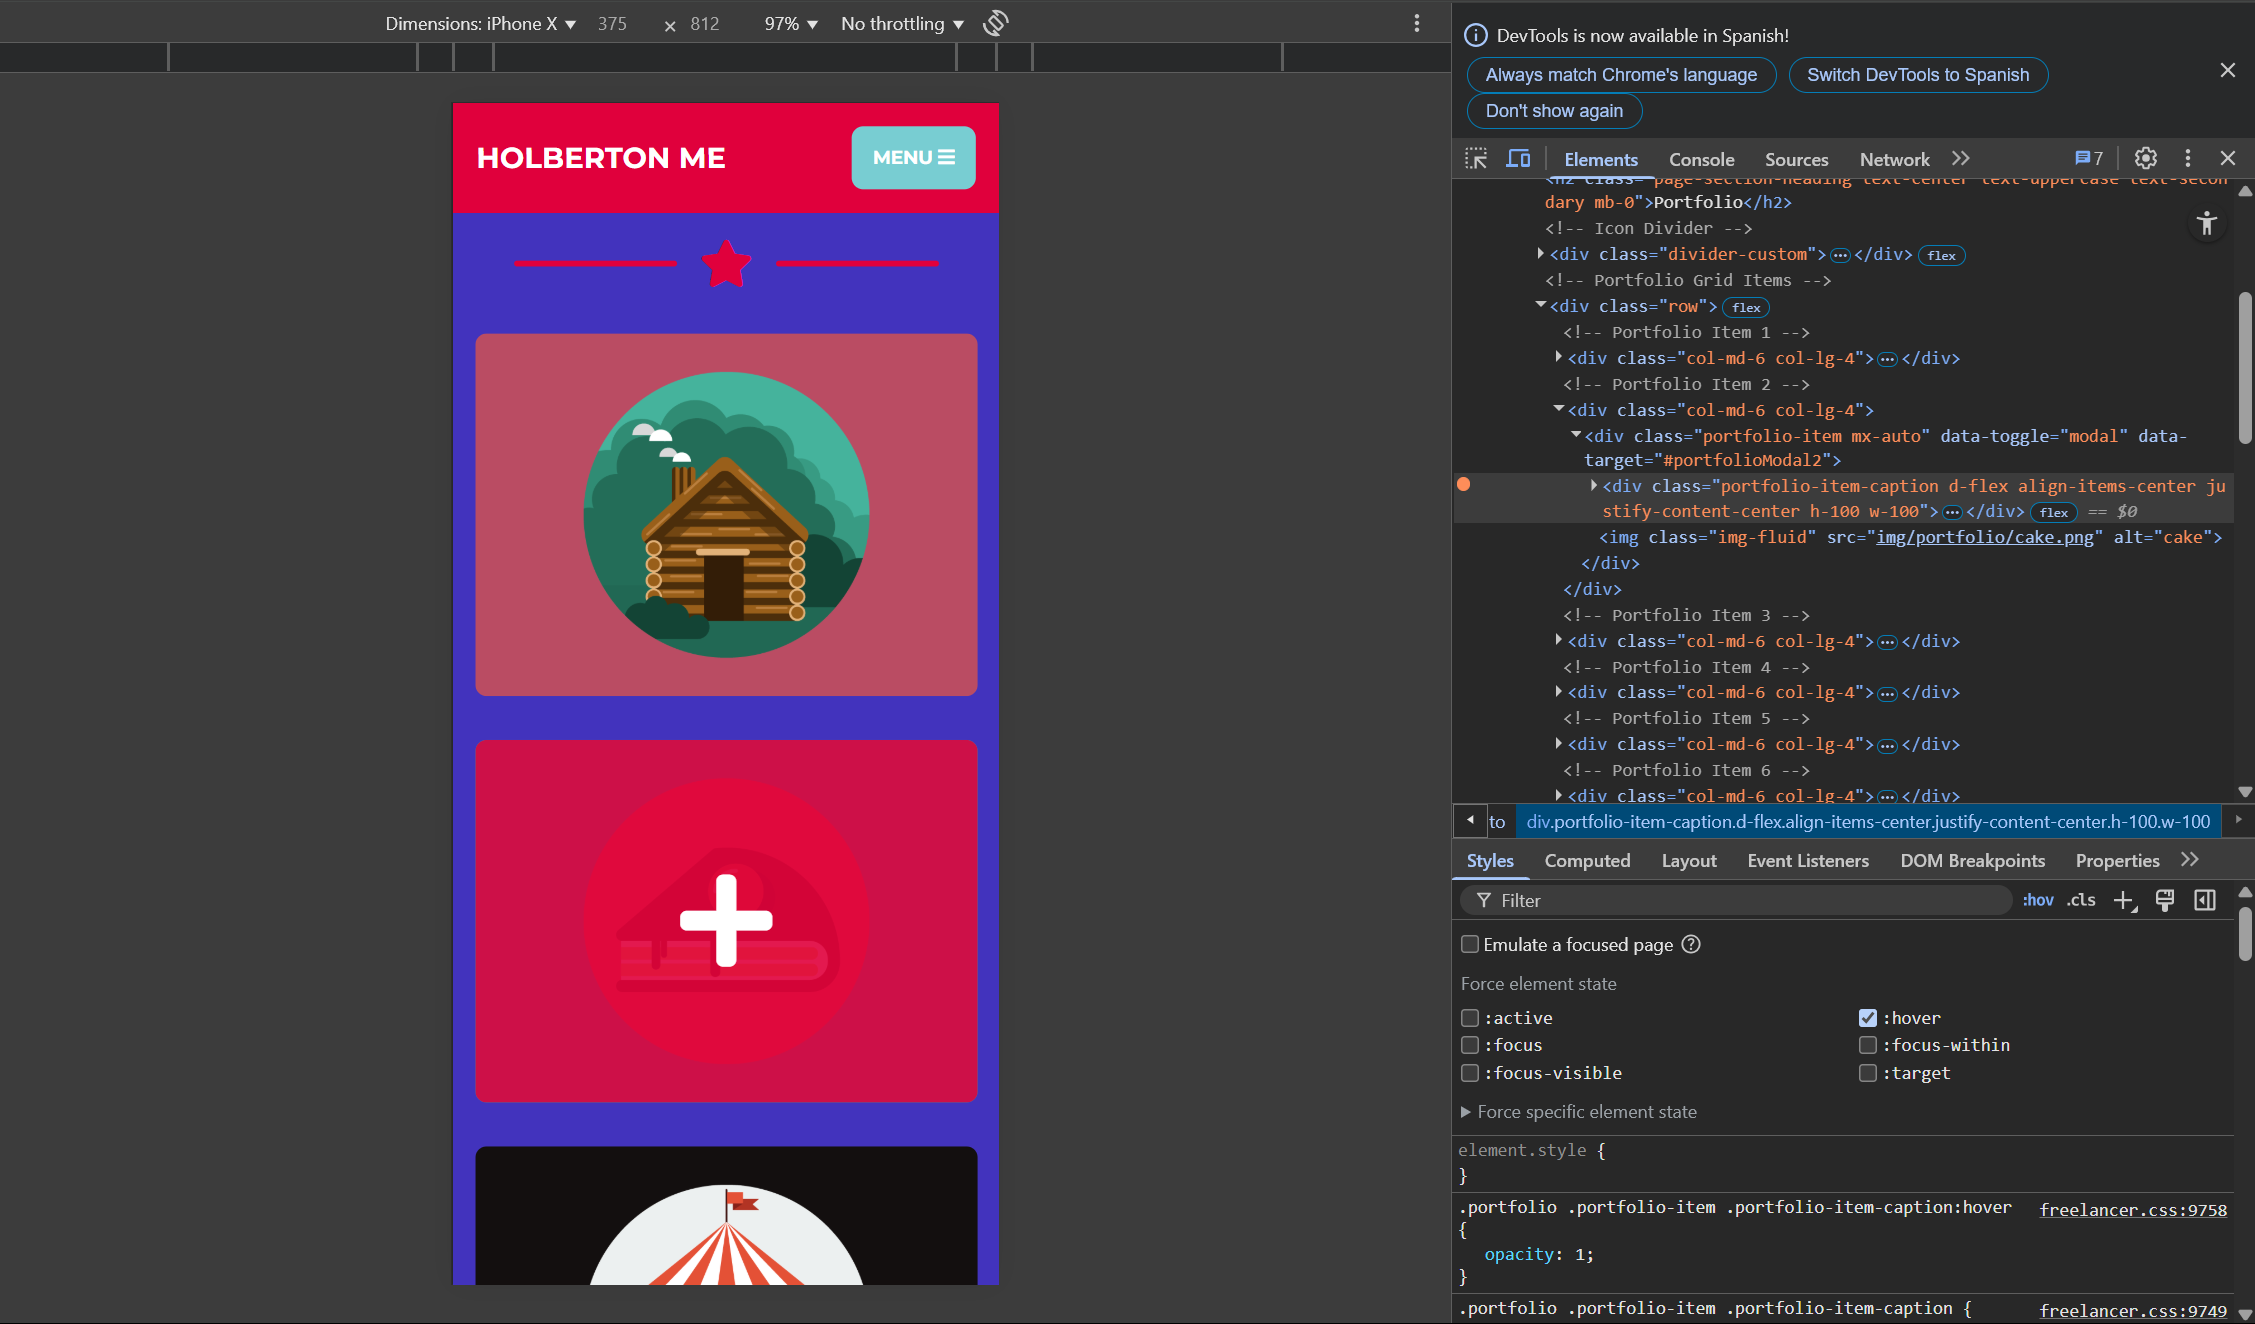 Dimensions: iPhone X ▼ 375 × 812 97% ▼ No throttling ▼
HOLBERTON ME
MENU
DevTools is now available in Spanish!
Always match Chrome's language
Switch DevTools to Spanish
Don't show again
Elements Console Sources Network 7
<h2 class="page-section-heading text-center text-uppercase text-secon
dary mb-0">Portfolio</h2>
<!-- Icon Divider -->
<div class="divider-custom">…</div> flex
<!-- Portfolio Grid Items -->
<div class="row"> flex
<!-- Portfolio Item 1 -->
<div class="col-md-6 col-lg-4">…</div>
<!-- Portfolio Item 2 -->
<div class="col-md-6 col-lg-4">
<div class="portfolio-item mx-auto" data-toggle="modal" data-
target="#portfolioModal2">
<div class="portfolio-item-caption d-flex align-items-center ju
stify-content-center h-100 w-100">…</div> flex == $0
<img class="img-fluid" src="img/portfolio/cake.png" alt="cake">
</div>
</div>
<!-- Portfolio Item 3 -->
<div class="col-md-6 col-lg-4">…</div>
<!-- Portfolio Item 4 -->
<div class="col-md-6 col-lg-4">…</div>
<!-- Portfolio Item 5 -->
<div class="col-md-6 col-lg-4">…</div>
<!-- Portfolio Item 6 -->
<div class="col-md-6 col-lg-4">…</div>
to div.portfolio-item-caption.d-flex.align-items-center.justify-content-center.h-100.w-100
Styles Computed Layout Event Listeners DOM Breakpoints Properties
Filter :hov .cls
Emulate a focused page
Force element state
:active :hover
:focus :focus-within
:focus-visible :target
Force specific element state
element.style {
}
.portfolio .portfolio-item .portfolio-item-caption:hover freelancer.css:9758
{
opacity: 1;
}
.portfolio .portfolio-item .portfolio-item-caption { freelancer.css:9749